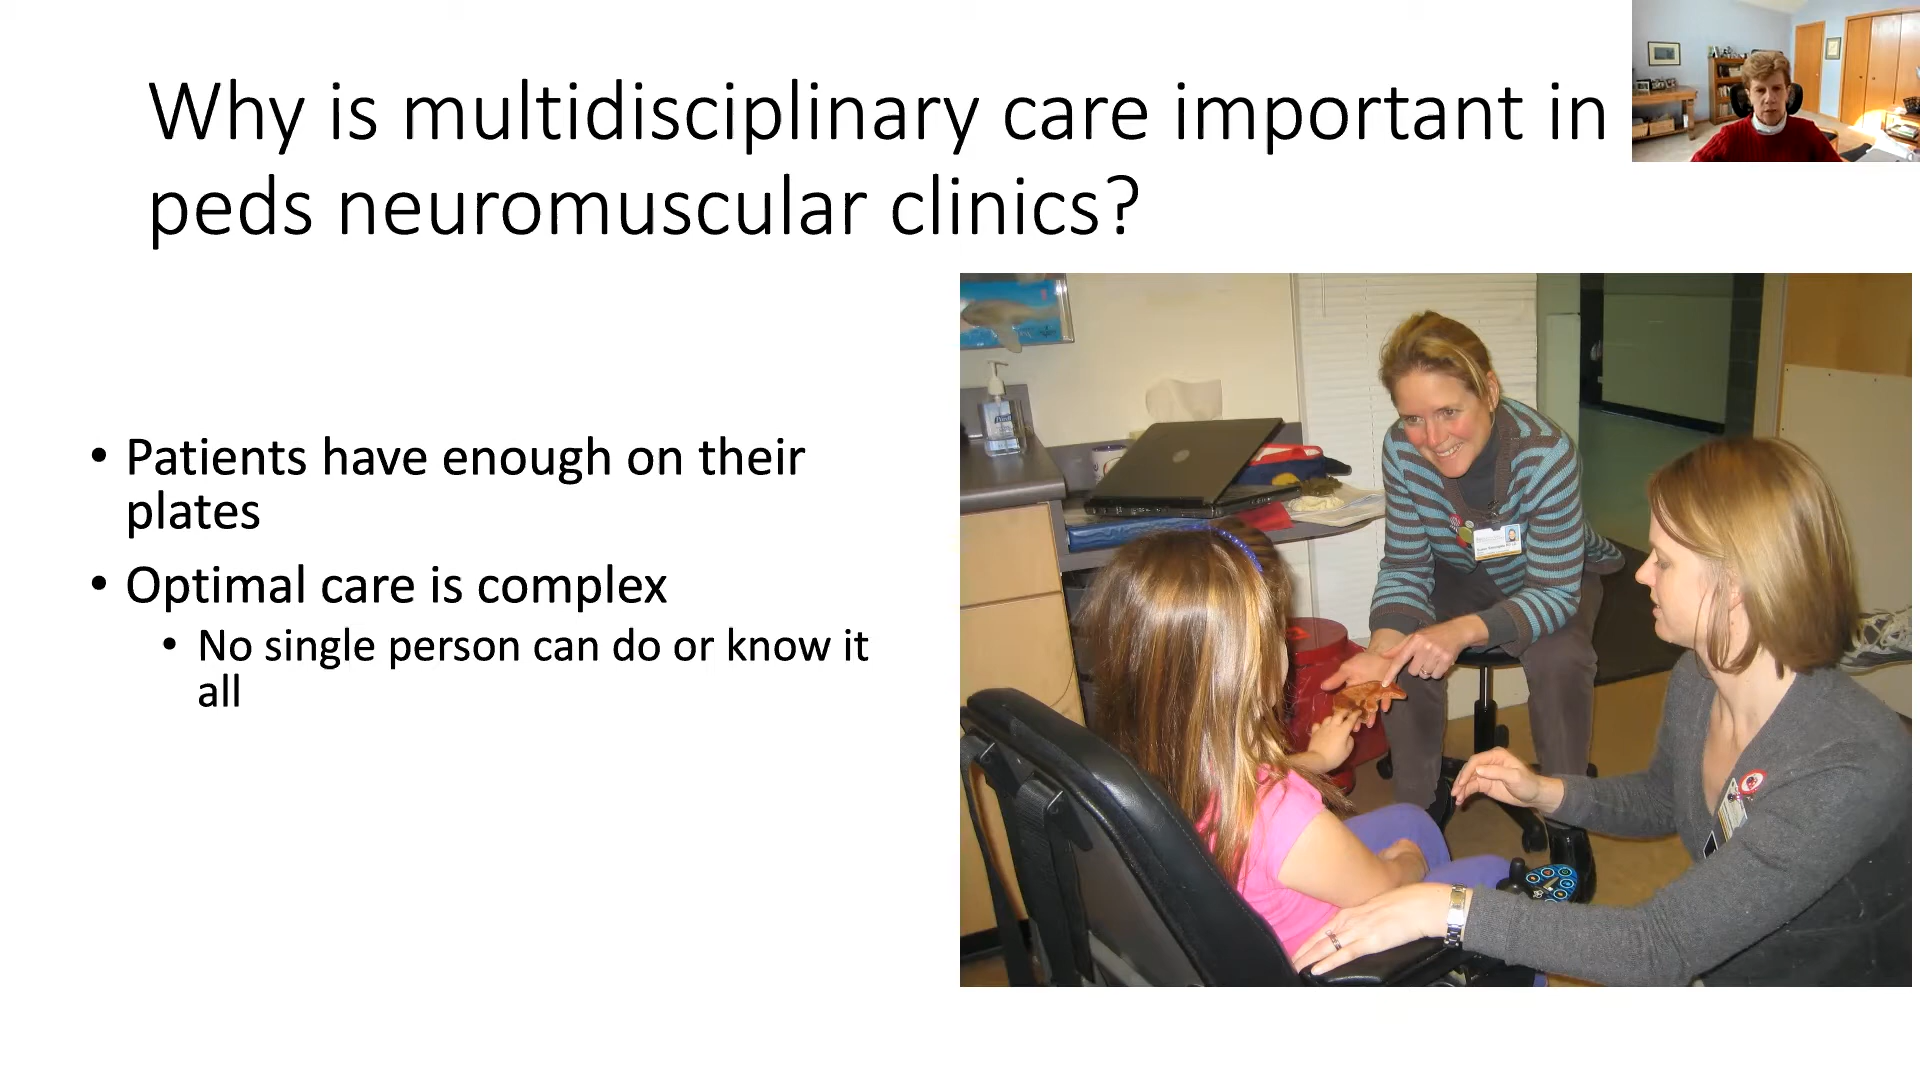 Why is multidisciplinary care important in
peds neuromuscular clinics?
• Patients have enough on their
plates
• Optimal care is complex
• No single person can do or know it
all